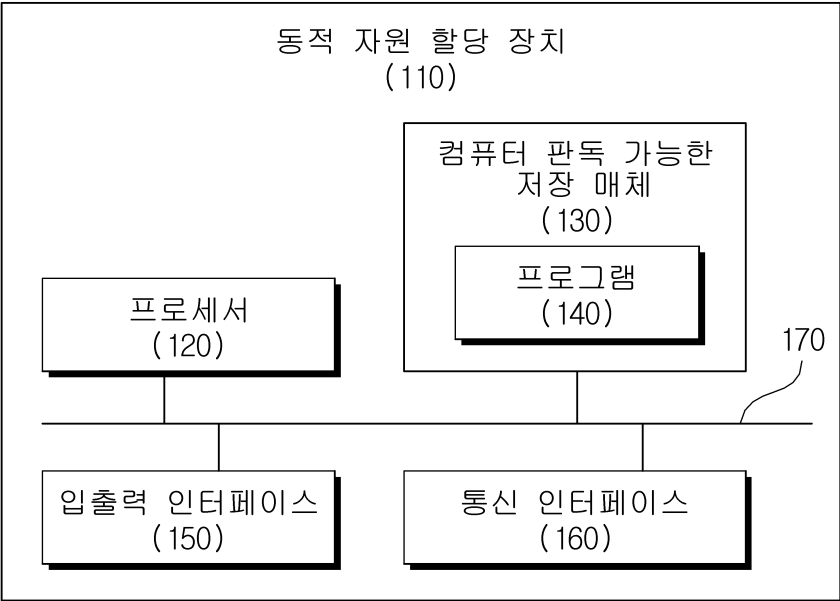 동적 자원 할당 장치
(110)
컴퓨터 판독 가능한
저장 매체
(130)
프로그램
(140)
프로세서
(120)
170
입출력 인터페이스
(150)
통신 인터페이스
(160)